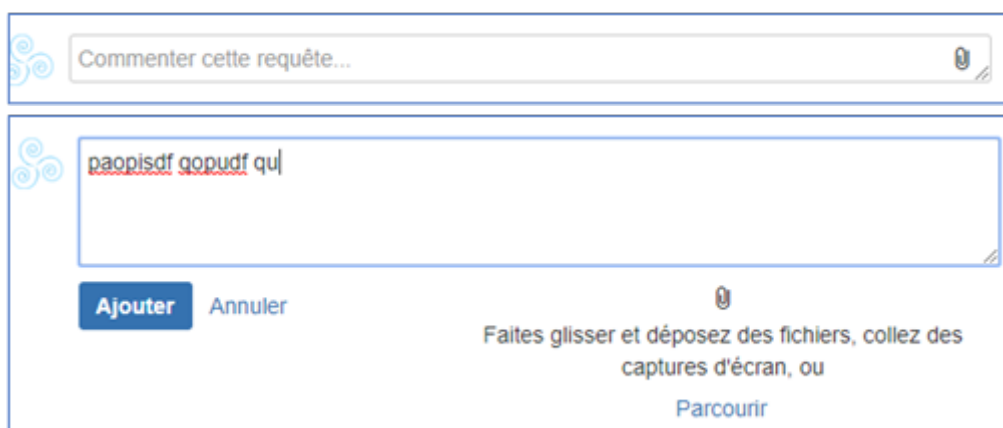 Commenter cette requête...
paopisdf qopudf qu
Ajouter Annuler
Faites glisser et déposez des fichiers, collez des
captures d'écran, ou
Parcourir